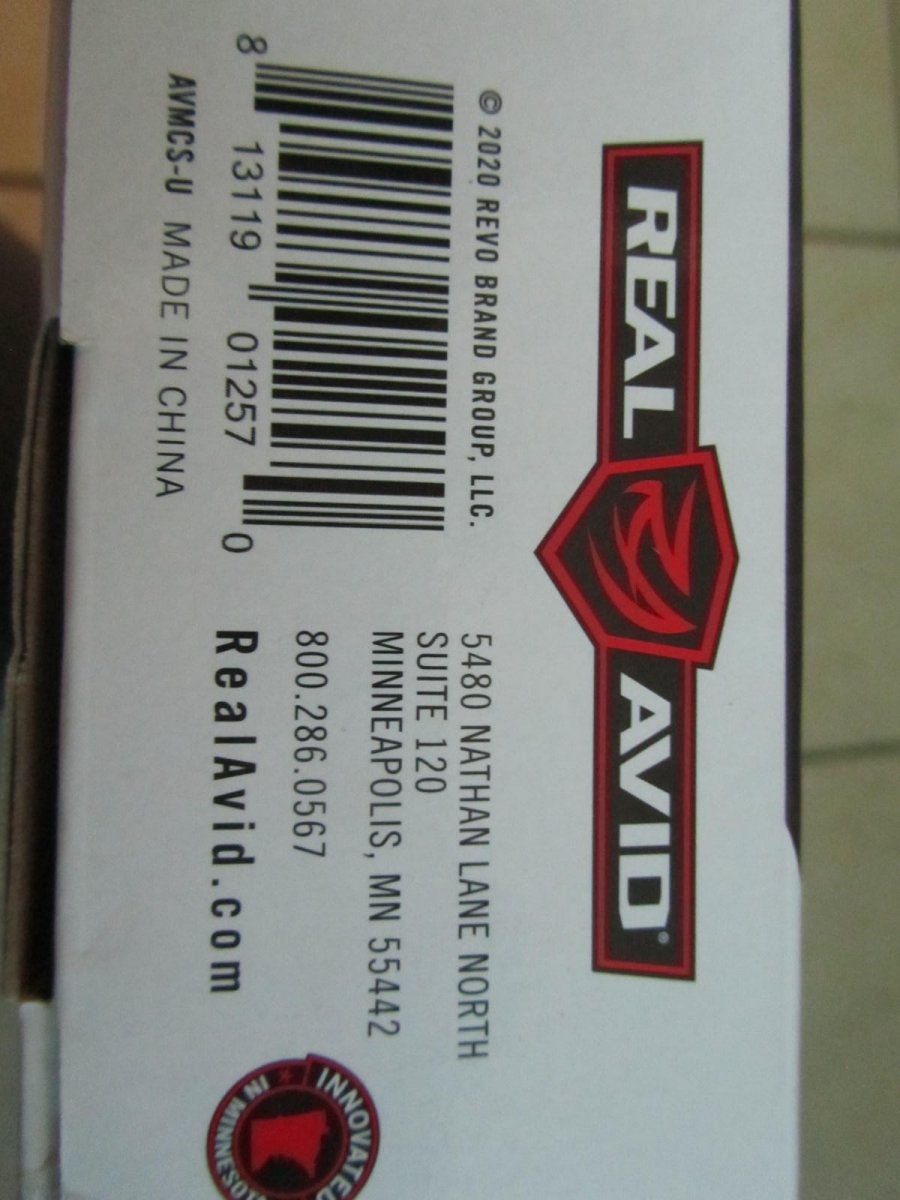 REAL AVID®
© 2020 REVO BRAND GROUP, LLC.
8 13119 01257 0
AVMCS-U MADE IN CHINA
5480 NATHAN LANE NORTH
SUITE 120
MINNEAPOLIS, MN 55442
800.286.0567
RealAvid.com
INNOVATED
IN MINNESOTA